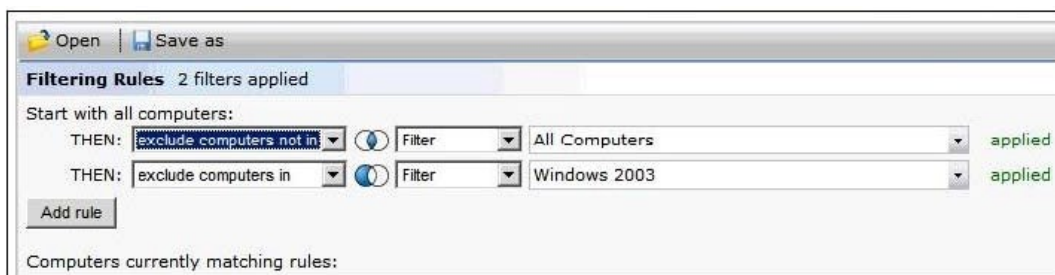 Open Save as
Filtering Rules 2 filters applied
Start with all computers:
THEN: exclude computers not in Filter All Computers applied
THEN: exclude computers in Filter Windows 2003 applied
Add rule
Computers currently matching rules: